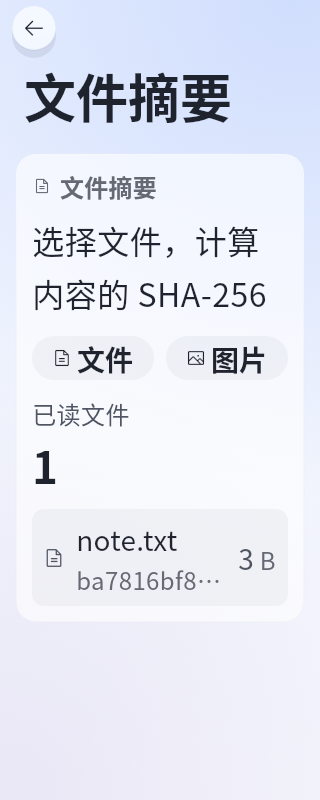 文件摘要
文件摘要
选择文件，计算
内容的 SHA-256
文件 图片
已读文件
1
note.txt
ba7816bf8…
3 B